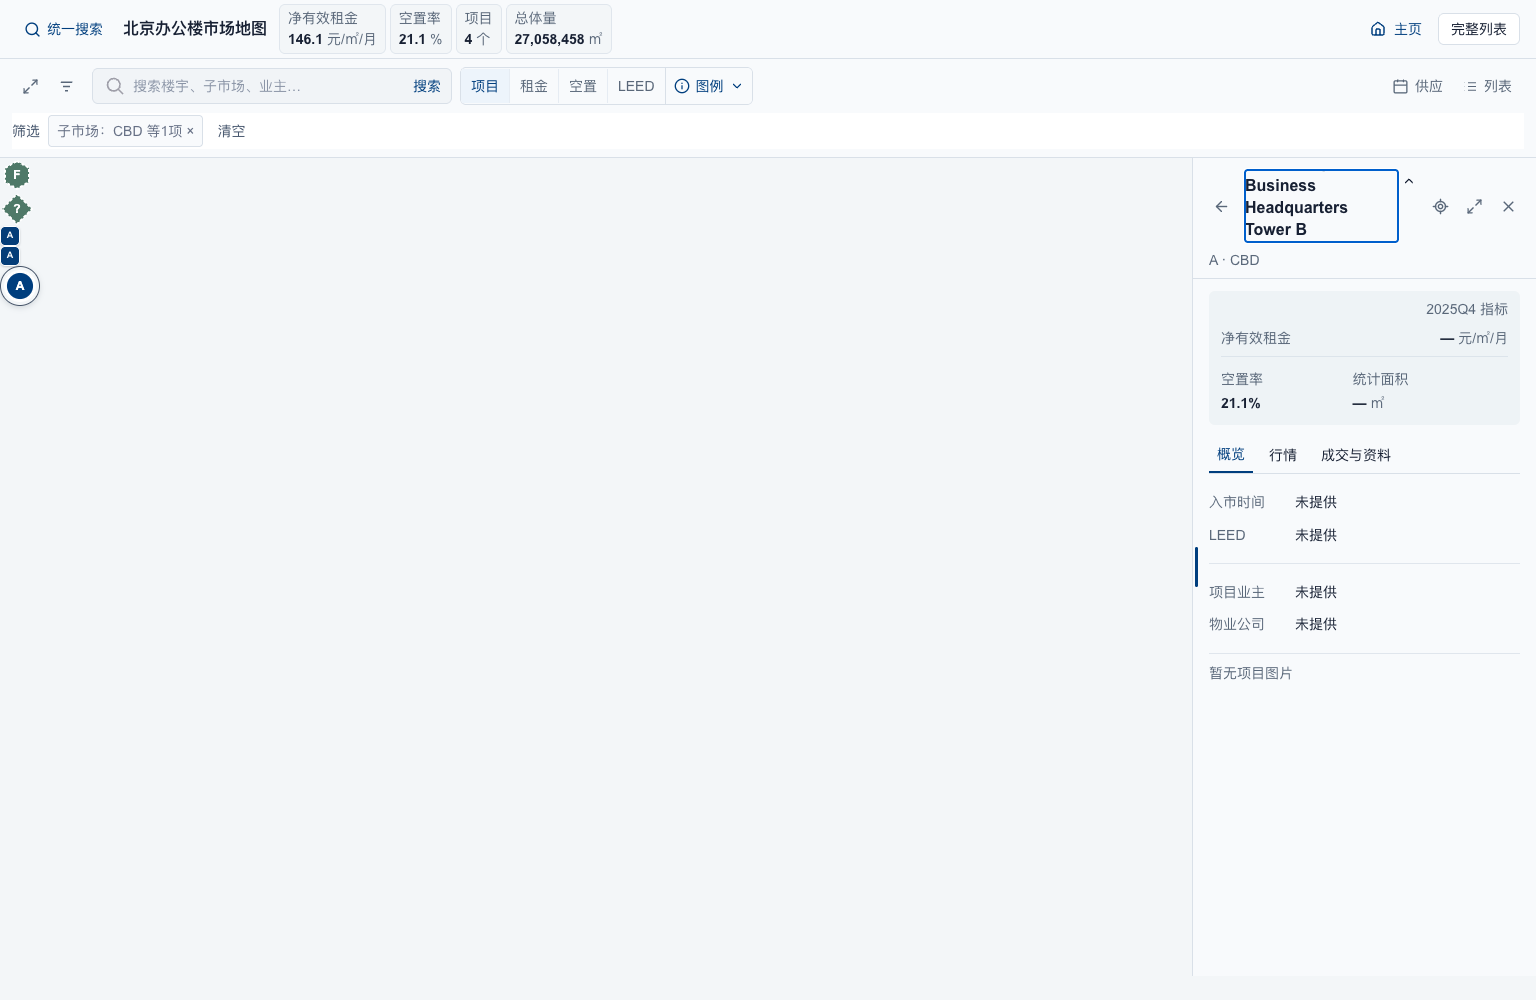 统一搜索
北京办公楼市场地图
净有效租金
146.1 元/㎡/月
空置率
21.1 %
项目
4 个
总体量
27,058,458 ㎡
主页
完整列表
搜索楼宇、子市场、业主…
搜索
项目
租金
空置
LEED
图例
供应
列表
筛选
子市场：CBD 等1项 ×
清空
F
?
A
A
A
Business
Headquarters
Tower B
A · CBD
2025Q4 指标
净有效租金
— 元/㎡/月
空置率
统计面积
21.1%
— ㎡
概览
行情
成交与资料
入市时间 未提供
LEED 未提供
项目业主 未提供
物业公司 未提供
暂无项目图片